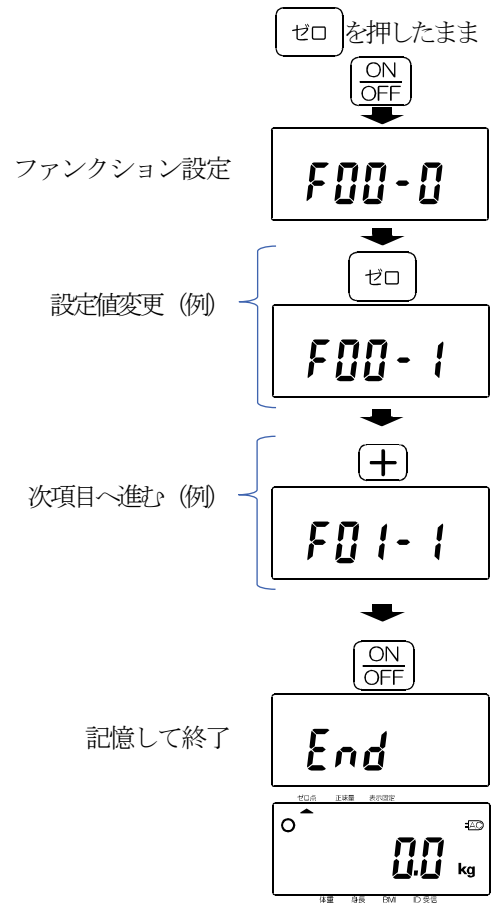 ゼロ を押したまま
ON
OFF
ファンクション設定
F00-0
ゼロ
設定値変更（例）
F00-1
＋
次項目へ進む（例）
F01-1
ON
OFF
記憶して終了
End
ゼロ点 正味量 表示固定
AC
0.0 kg
体重 身長 BMI ID受信